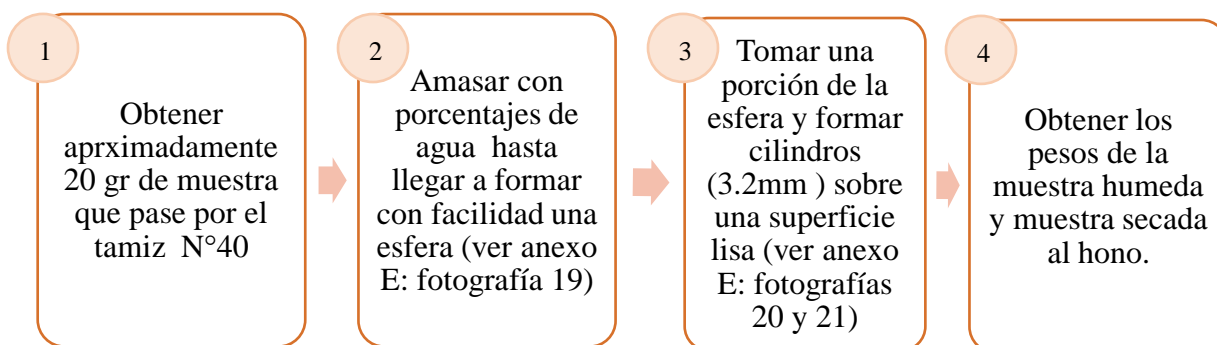 1
Obtener
aprximadamente
20 gr de muestra
que pase por el
tamiz N°40
2
Amasar con
porcentajes de
agua hasta
llegar a formar
con facilidad una
esfera (ver anexo
E: fotografía 19)
3
Tomar una
porción de la
esfera y formar
cilindros
(3.2mm ) sobre
una superficie
lisa (ver anexo
E: fotografías
20 y 21)
4
Obtener los
pesos de la
muestra humeda
y muestra secada
al hono.